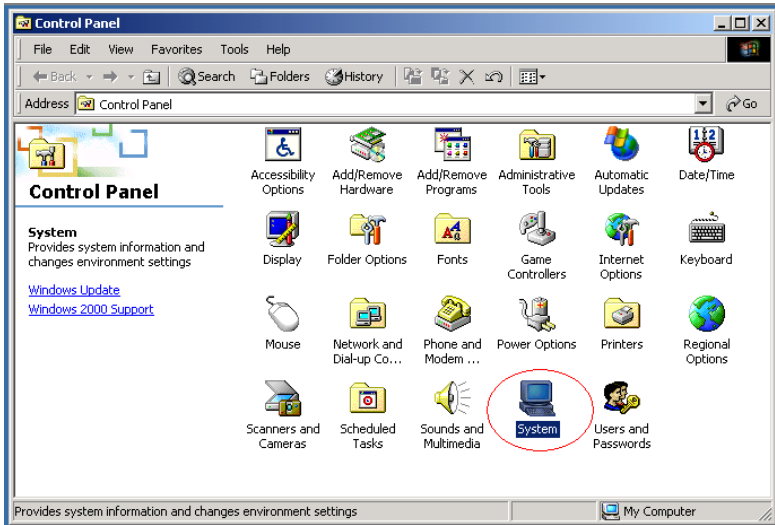 Control Panel
File Edit View Favorites Tools Help
Back Search Folders History
Address Control Panel Go
Control Panel
System
Provides system information and
changes environment settings
Windows Update
Windows 2000 Support
Accessibility
Options
Add/Remove
Hardware
Add/Remove
Programs
Administrative
Tools
Automatic
Updates
12
Date/Time
Display
Folder Options
Fonts
Game
Controllers
Internet
Options
Keyboard
Mouse
Network and
Dial-up Co...
Phone and
Modem ...
Power Options
Printers
Regional
Options
Scanners and
Cameras
Scheduled
Tasks
Sounds and
Multimedia
System
Users and
Passwords
Provides system information and changes environment settings
My Computer